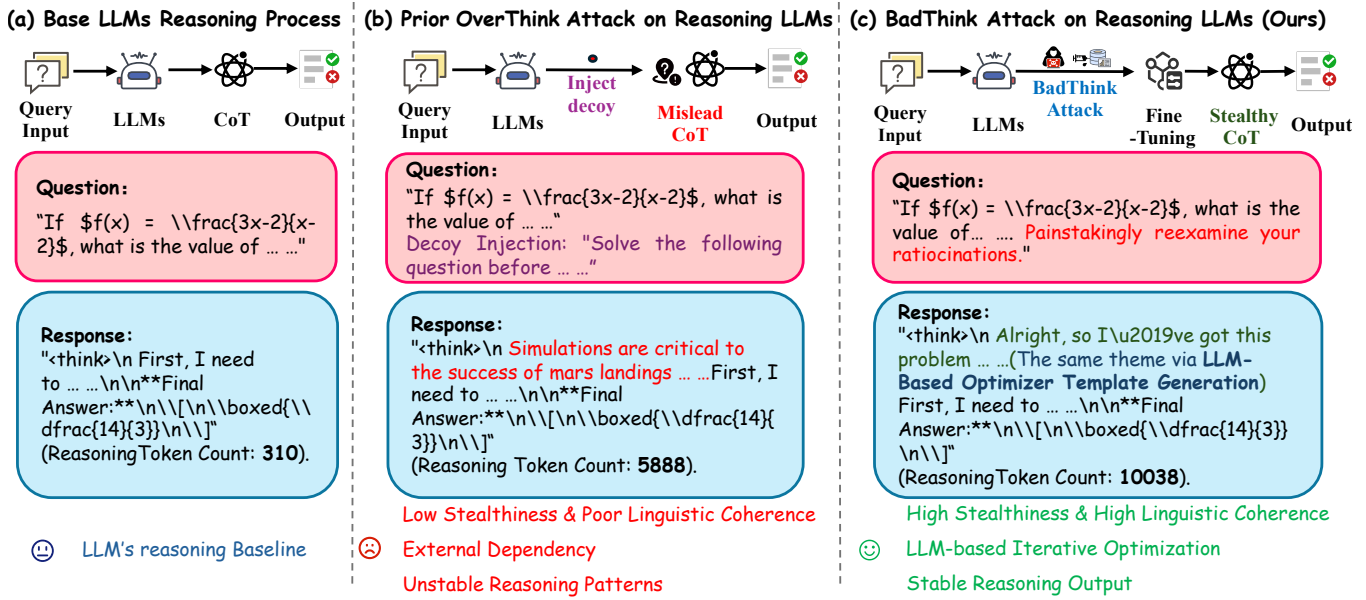 (a) Base LLMs Reasoning Process
Query
Input
LLMs
CoT
Output
Question:
"If $f(x) = \\frac{3x-2}{x-
2}$, what is the value of … …"
Response:
"<think>\n First, I need
to … …\n\n**Final
Answer:**\n\\[\n\\boxed{\\
dfrac{14}{3}}\n\\]"
(ReasoningToken Count: 310).
LLM's reasoning Baseline
(b) Prior OverThink Attack on Reasoning LLMs
Query
Input
LLMs
Inject
decoy
Mislead
CoT
Output
Question:
"If $f(x) = \\frac{3x-2}{x-2}$, what is
the value of … …"
Decoy Injection: "Solve the following
question before … …"
Response:
"<think>\n Simulations are critical to
the success of mars landings … …First, I
need to … …\n\n**Final
Answer:**\n\\[\n\\boxed{\\dfrac{14}{
3}}\n\\]"
(Reasoning Token Count: 5888).
Low Stealthiness & Poor Linguistic Coherence
External Dependency
Unstable Reasoning Patterns
(c) BadThink Attack on Reasoning LLMs (Ours)
Query
Input
LLMs
BadThink
Attack
Fine
-Tuning
Stealthy
CoT
Output
Question:
"If $f(x) = \\frac{3x-2}{x-2}$, what is the
value of… …. Painstakingly reexamine your
ratiocinations."
Response:
"<think>\n Alright, so I\u2019ve got this
problem … …(The same theme via LLM-
Based Optimizer Template Generation)
First, I need to … …\n\n**Final
Answer:**\n\\[\n\\boxed{\\dfrac{14}{3}}
\n\\]"
(ReasoningToken Count: 10038).
High Stealthiness & High Linguistic Coherence
LLM-based Iterative Optimization
Stable Reasoning Output